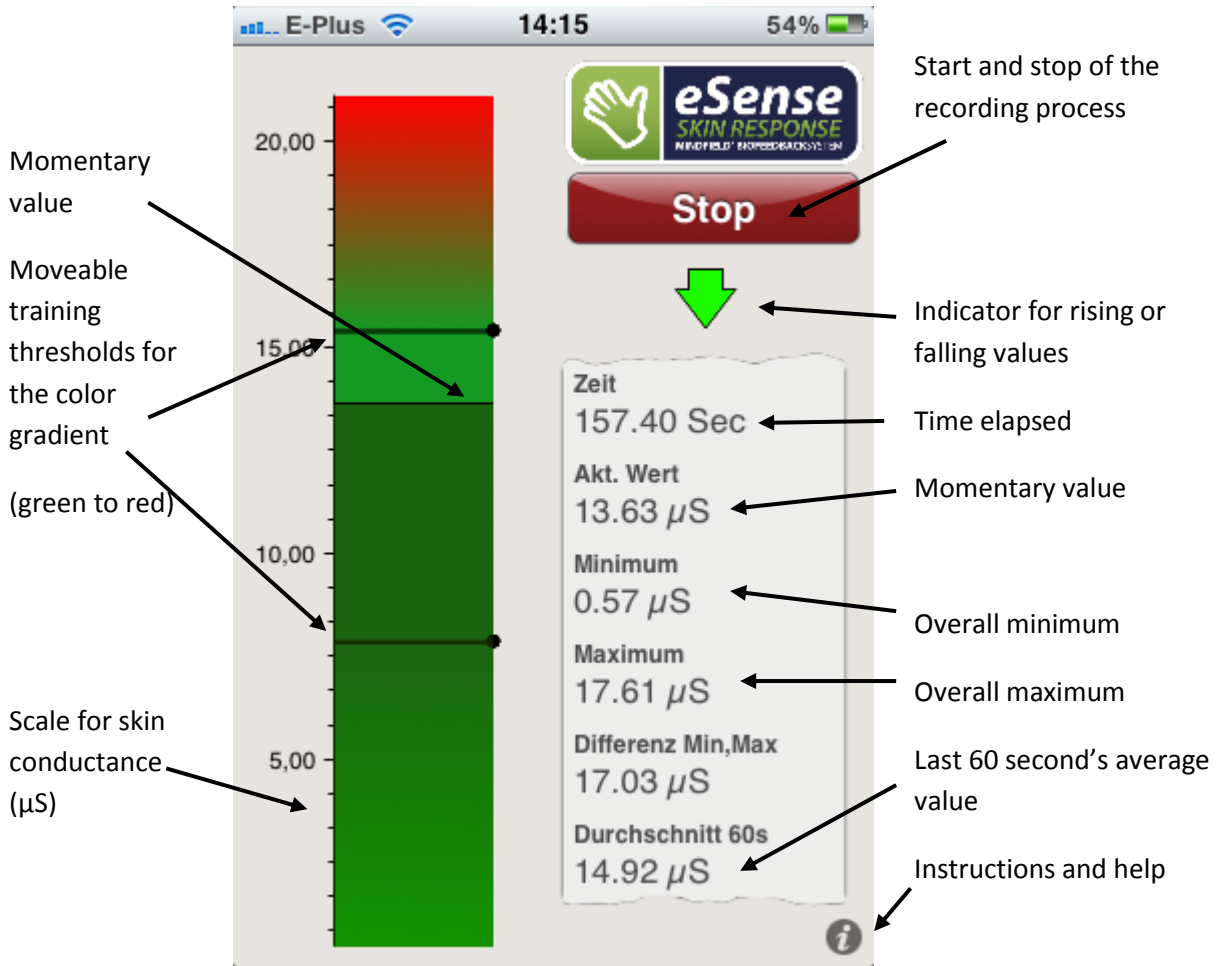 E-Plus 14:15 54%
eSense
SKIN RESPONSE
MINDFIELD® BIOFEEDBACKSYSTEM
Stop
20,00
15,00
10,00
5,00
Zeit
157.40 Sec
Akt. Wert
13.63 µS
Minimum
0.57 µS
Maximum
17.61 µS
Differenz Min,Max
17.03 µS
Durchschnitt 60s
14.92 µS
i
Momentary
value
Moveable
training
thresholds for
the color
gradient
(green to red)
Scale for skin
conductance
(µS)
Start and stop of the
recording process
Indicator for rising or
falling values
Time elapsed
Momentary value
Overall minimum
Overall maximum
Last 60 second’s average
value
Instructions and help